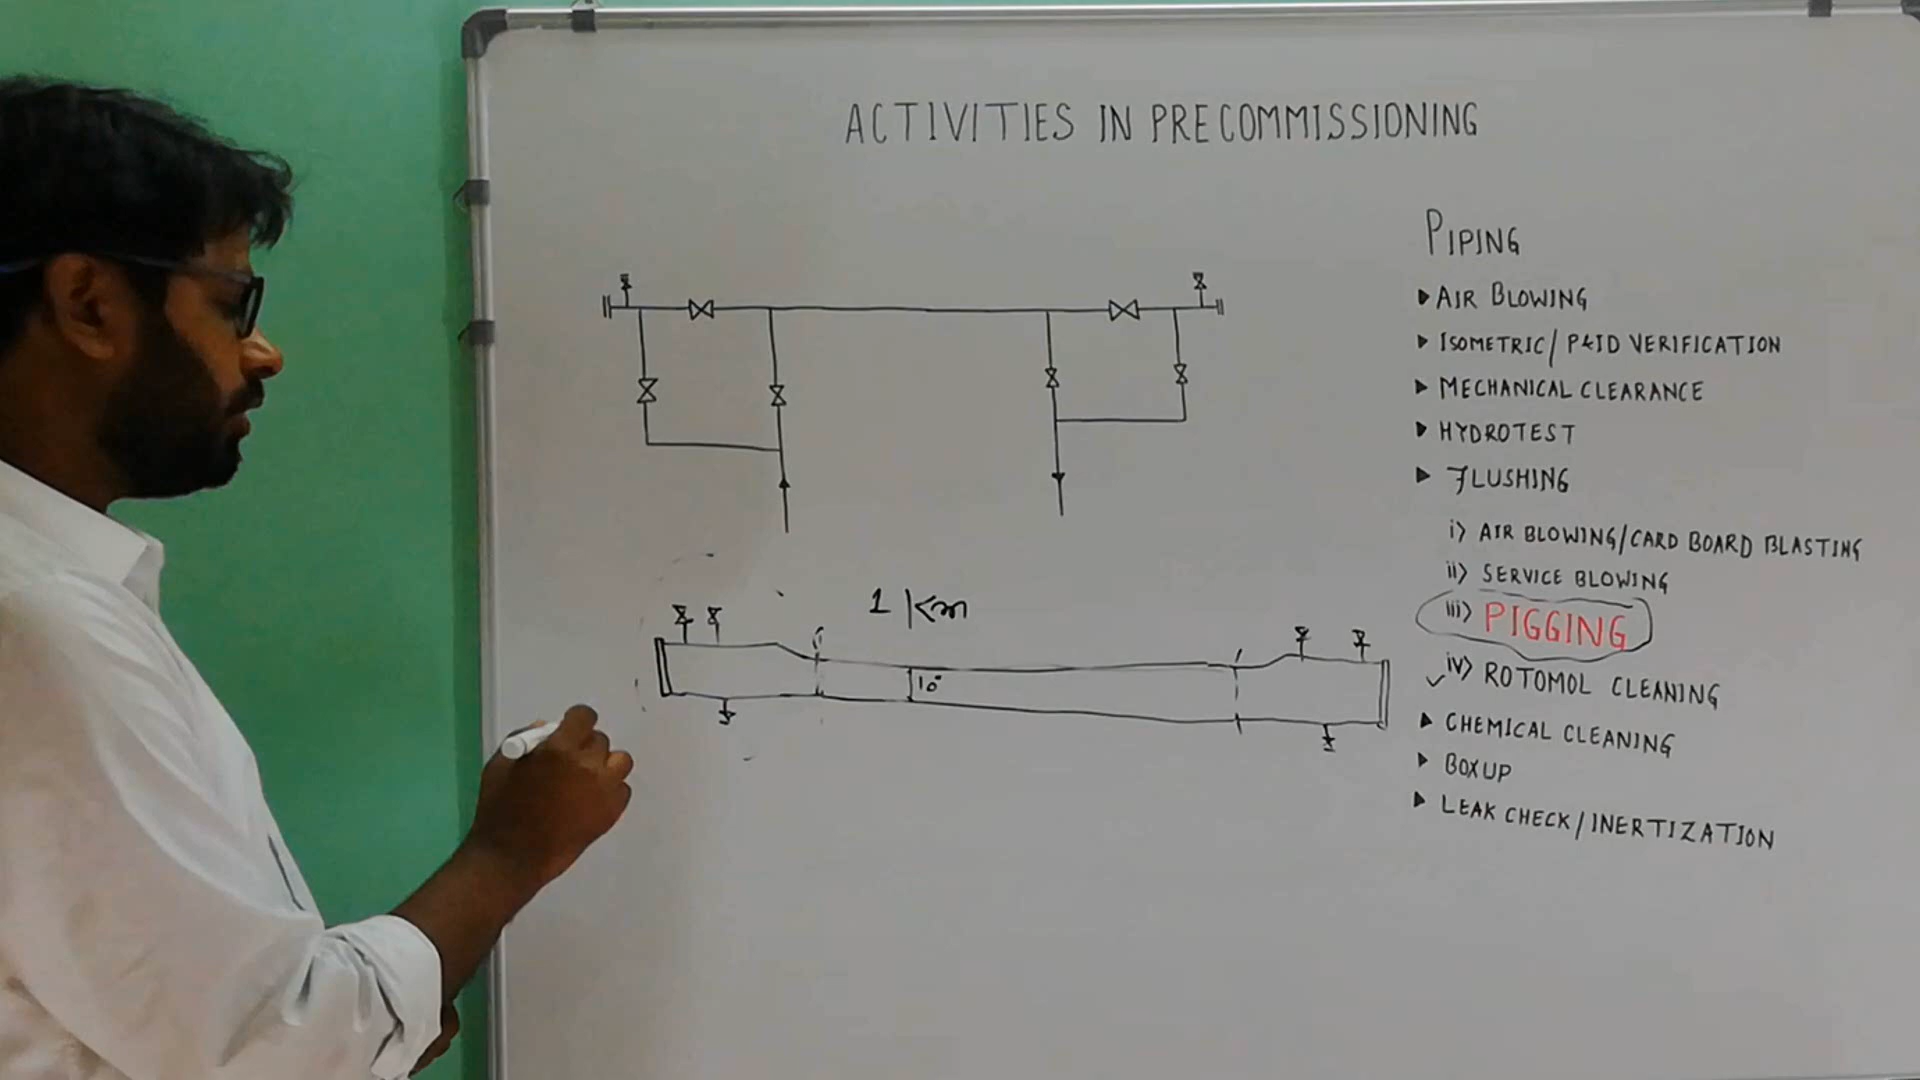 ACTIVITIES IN PRECOMMISSIONING
PIPING
AIR BLOWING
ISOMETRIC/ P&ID VERIFICATION
MECHANICAL CLEARANCE
HYDROTEST
FLUSHING
i) AIR BLOWING/CARD BOARD BLASTING
ii) SERVICE BLOWING
iii) PIGGING
iv) ROTOMOL CLEANING
CHEMICAL CLEANING
BOXUP
LEAK CHECK/INERTIZATION
1 Km
10"